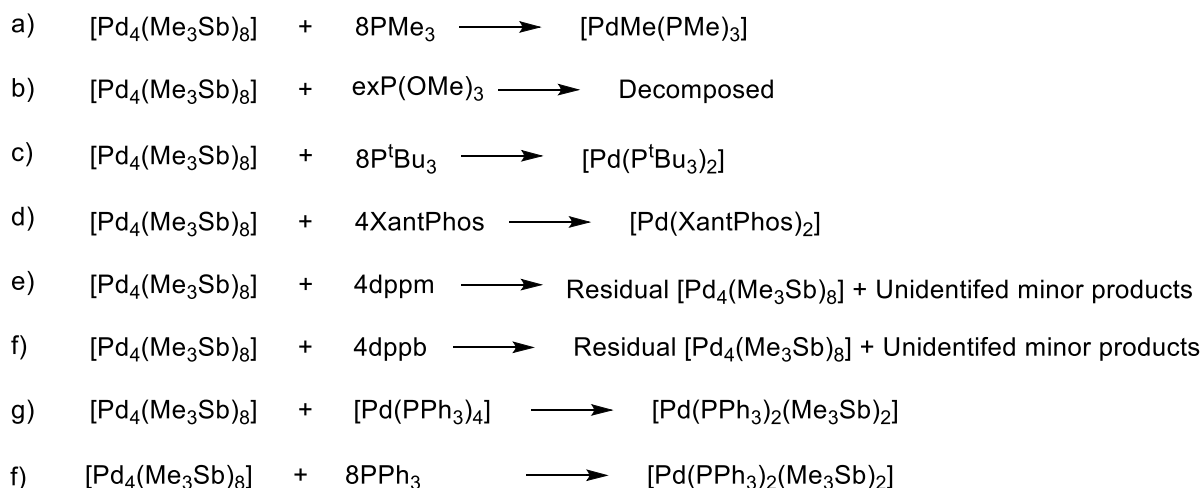 a) [Pd₄(Me₃Sb)₈] + 8PMe₃ ⟶ [PdMe(PMe)₃]
b) [Pd₄(Me₃Sb)₈] + exP(OMe)₃ ⟶ Decomposed
c) [Pd₄(Me₃Sb)₈] + 8PᵗBu₃ ⟶ [Pd(PᵗBu₃)₂]
d) [Pd₄(Me₃Sb)₈] + 4XantPhos ⟶ [Pd(XantPhos)₂]
e) [Pd₄(Me₃Sb)₈] + 4dppm ⟶ Residual [Pd₄(Me₃Sb)₈] + Unidentifed minor products
f) [Pd₄(Me₃Sb)₈] + 4dppb ⟶ Residual [Pd₄(Me₃Sb)₈] + Unidentifed minor products
g) [Pd₄(Me₃Sb)₈] + [Pd(PPh₃)₄] ⟶ [Pd(PPh₃)₂(Me₃Sb)₂]
f) [Pd₄(Me₃Sb)₈] + 8PPh₃ ⟶ [Pd(PPh₃)₂(Me₃Sb)₂]